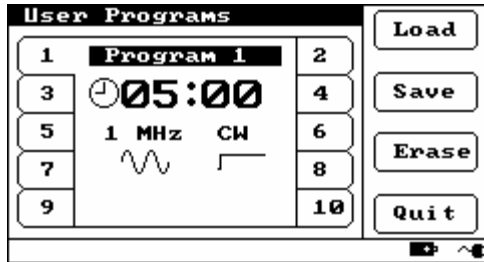 User Programs
Load
1 Program 1 2
3 05:00 4
Save
5 1 MHz CW 6
Erase
7 8
9 10
Quit